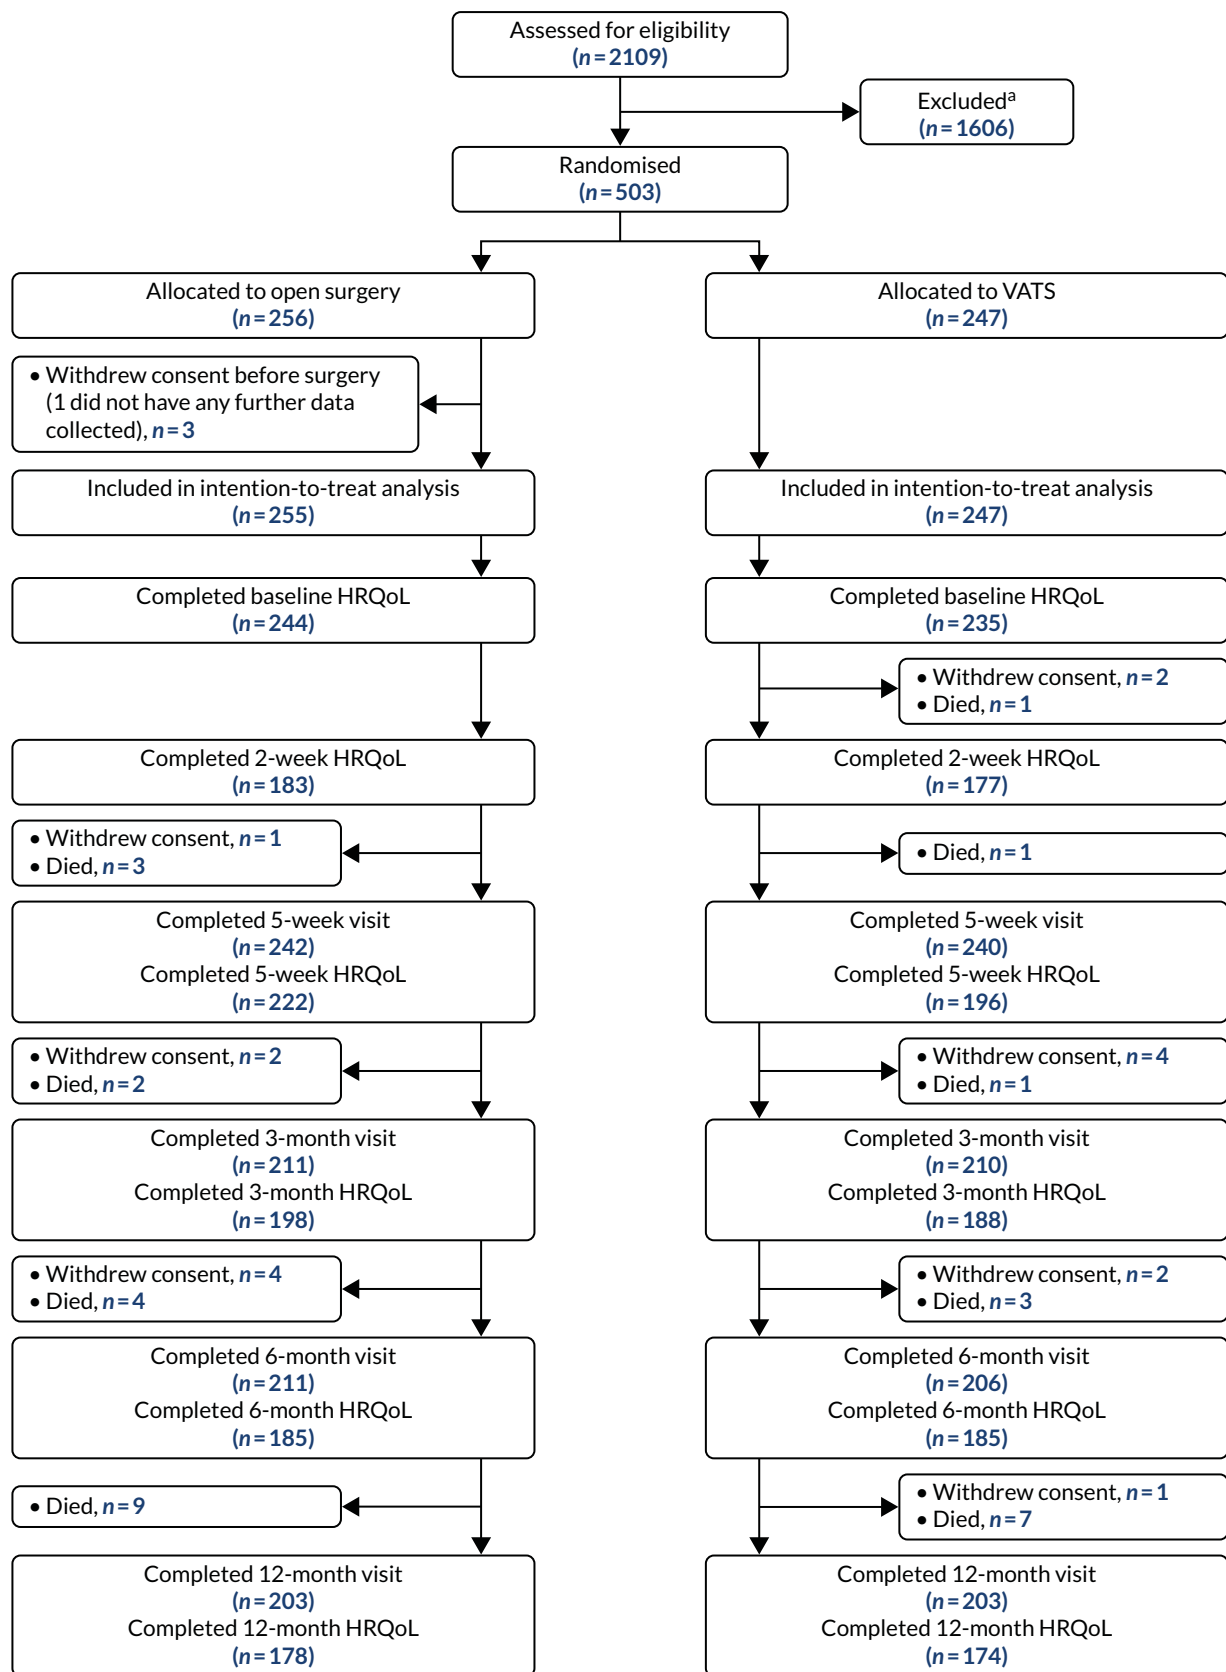 Assessed for eligibility
(n=2109)
Excludedª
(n=1606)
Randomised
(n=503)
Allocated to open surgery
(n=256)
Allocated to VATS
(n=247)
• Withdrew consent before surgery
(1 did not have any further data
collected), n=3
Included in intention-to-treat analysis
(n=255)
Included in intention-to-treat analysis
(n=247)
Completed baseline HRQoL
(n=244)
Completed baseline HRQoL
(n=235)
• Withdrew consent, n=2
• Died, n=1
Completed 2-week HRQoL
(n=183)
Completed 2-week HRQoL
(n=177)
• Withdrew consent, n=1
• Died, n=3
• Died, n=1
Completed 5-week visit
(n=242)
Completed 5-week HRQoL
(n=222)
Completed 5-week visit
(n=240)
Completed 5-week HRQoL
(n=196)
• Withdrew consent, n=2
• Died, n=2
• Withdrew consent, n=4
• Died, n=1
Completed 3-month visit
(n=211)
Completed 3-month HRQoL
(n=198)
Completed 3-month visit
(n=210)
Completed 3-month HRQoL
(n=188)
• Withdrew consent, n=4
• Died, n=4
• Withdrew consent, n=2
• Died, n=3
Completed 6-month visit
(n=211)
Completed 6-month HRQoL
(n=185)
Completed 6-month visit
(n=206)
Completed 6-month HRQoL
(n=185)
• Died, n=9
• Withdrew consent, n=1
• Died, n=7
Completed 12-month visit
(n=203)
Completed 12-month HRQoL
(n=178)
Completed 12-month visit
(n=203)
Completed 12-month HRQoL
(n=174)